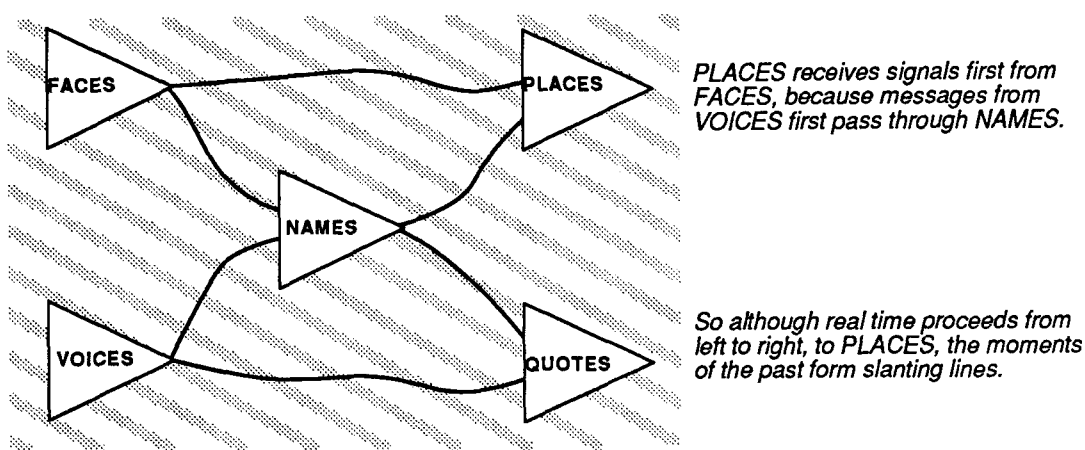 FACES
PLACES
PLACES receives signals first from
FACES, because messages from
VOICES first pass through NAMES.
NAMES
VOICES
QUOTES
So although real time proceeds from
left to right, to PLACES, the moments
of the past form slanting lines.